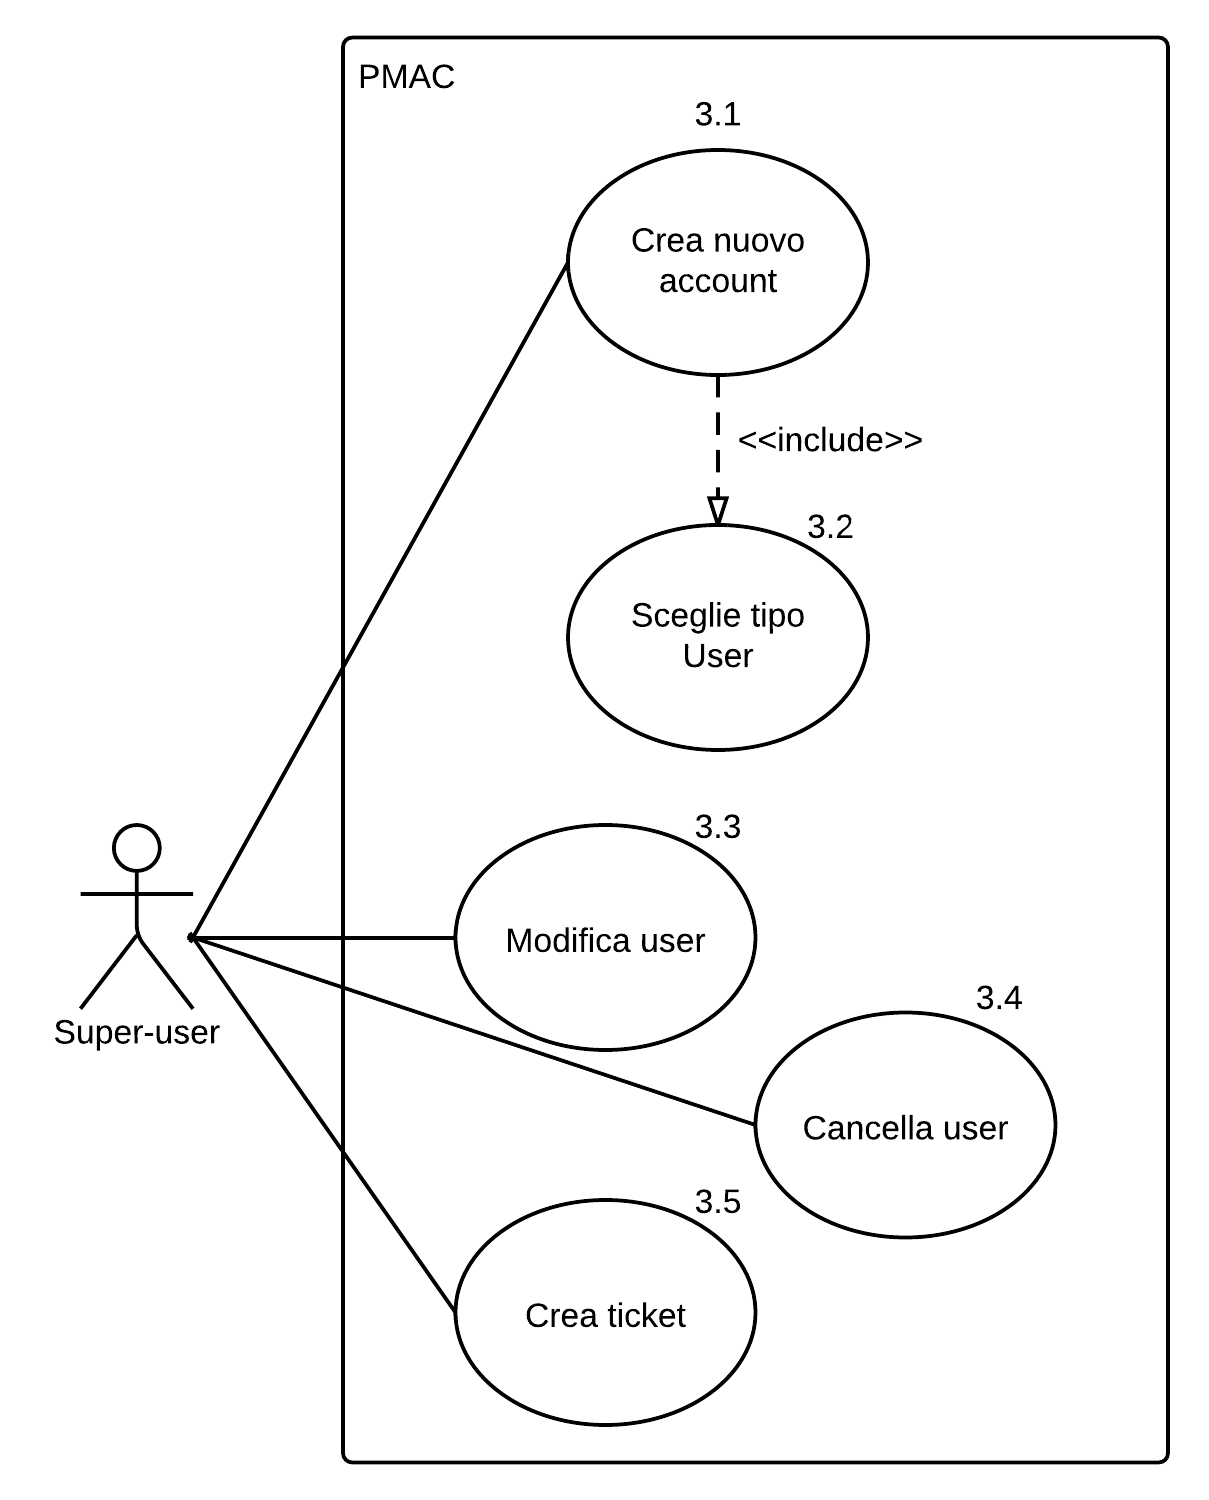 PMAC
3.1
Crea nuovo
account
<<include>>
3.2
Sceglie tipo
User
3.3
Modifica user
Super-user
3.4
Cancella user
3.5
Crea ticket